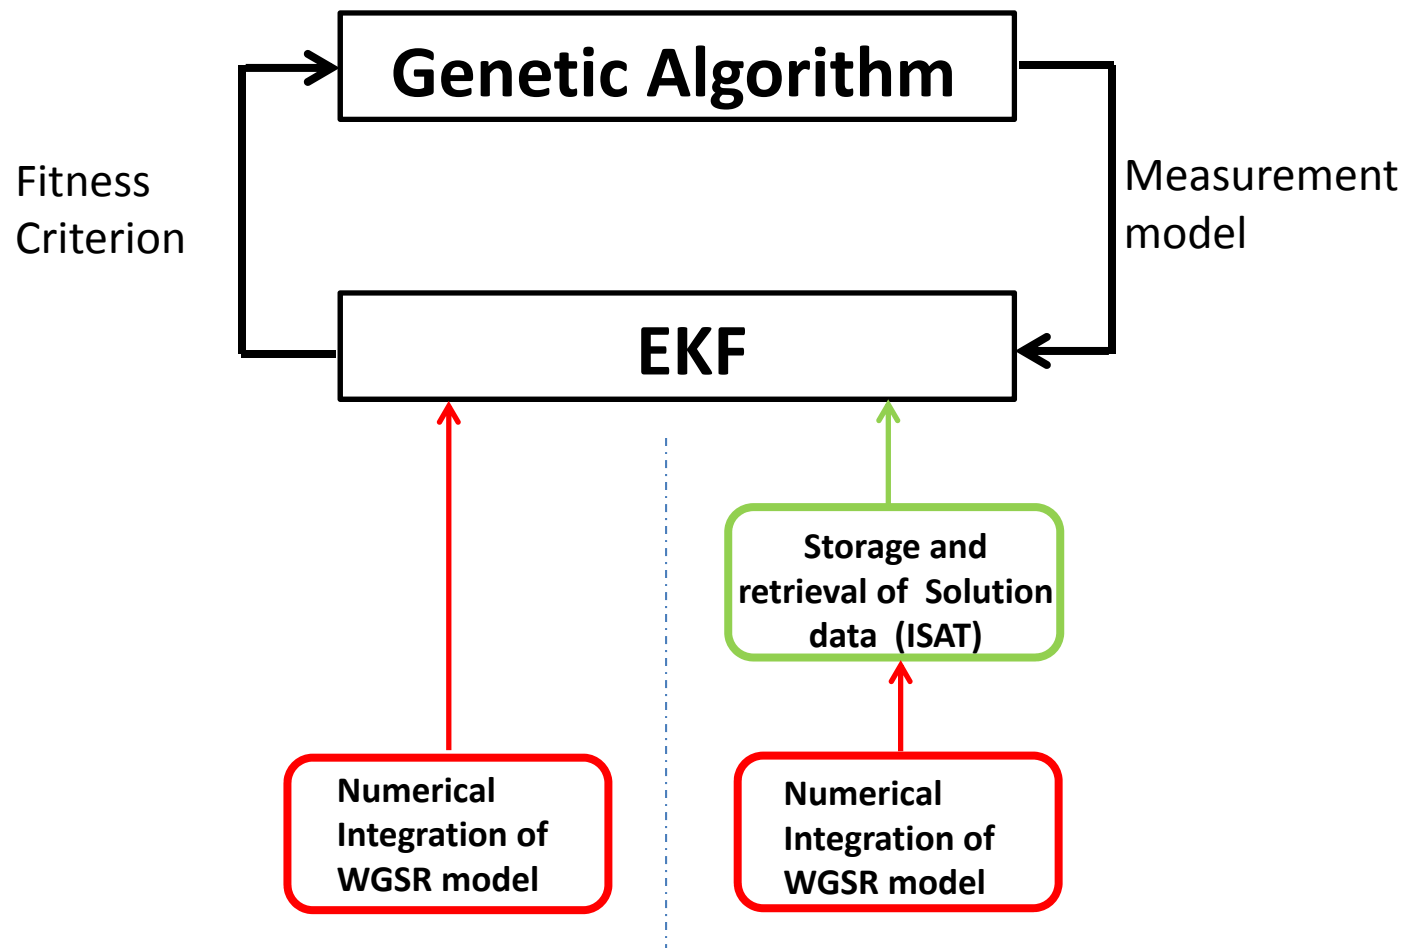 Genetic Algorithm
Fitness
Criterion
Measurement
model
EKF
Storage and
retrieval of  Solution
data  (ISAT)
Numerical
Integration of
WGSR model
Numerical
Integration of
WGSR model